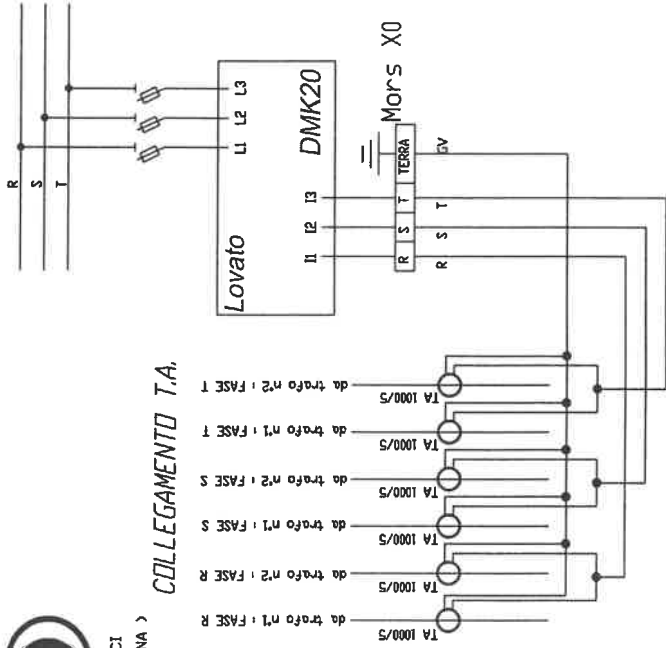 R
S
T
L1
L2
L3
Lovato
DMK20
I1
I2
I3
Mors X0
R
S
T
TERRA
R
S
T
GV
COLLEGAMENTO T.A.
da trafo n°1 : FASE R
da trafo n°2 : FASE R
da trafo n°1 : FASE S
da trafo n°2 : FASE S
da trafo n°1 : FASE T
da trafo n°2 : FASE T
TA 1000/5
TA 1000/5
TA 1000/5
TA 1000/5
TA 1000/5
TA 1000/5
CI
NA >